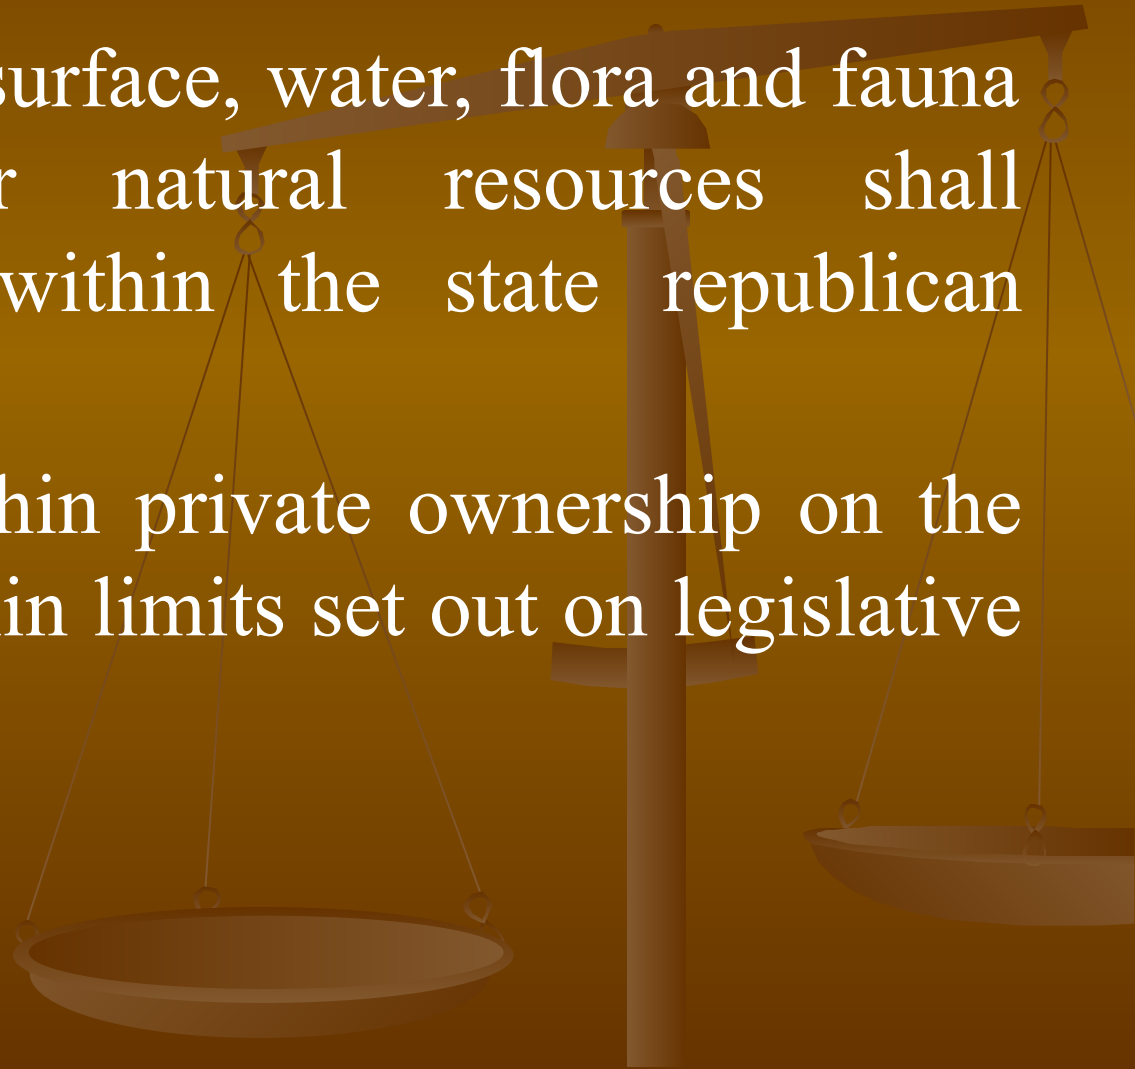 surface, water, flora and fauna
natural resources shall
within the state republican
private ownership on the
in limits set out on legislative